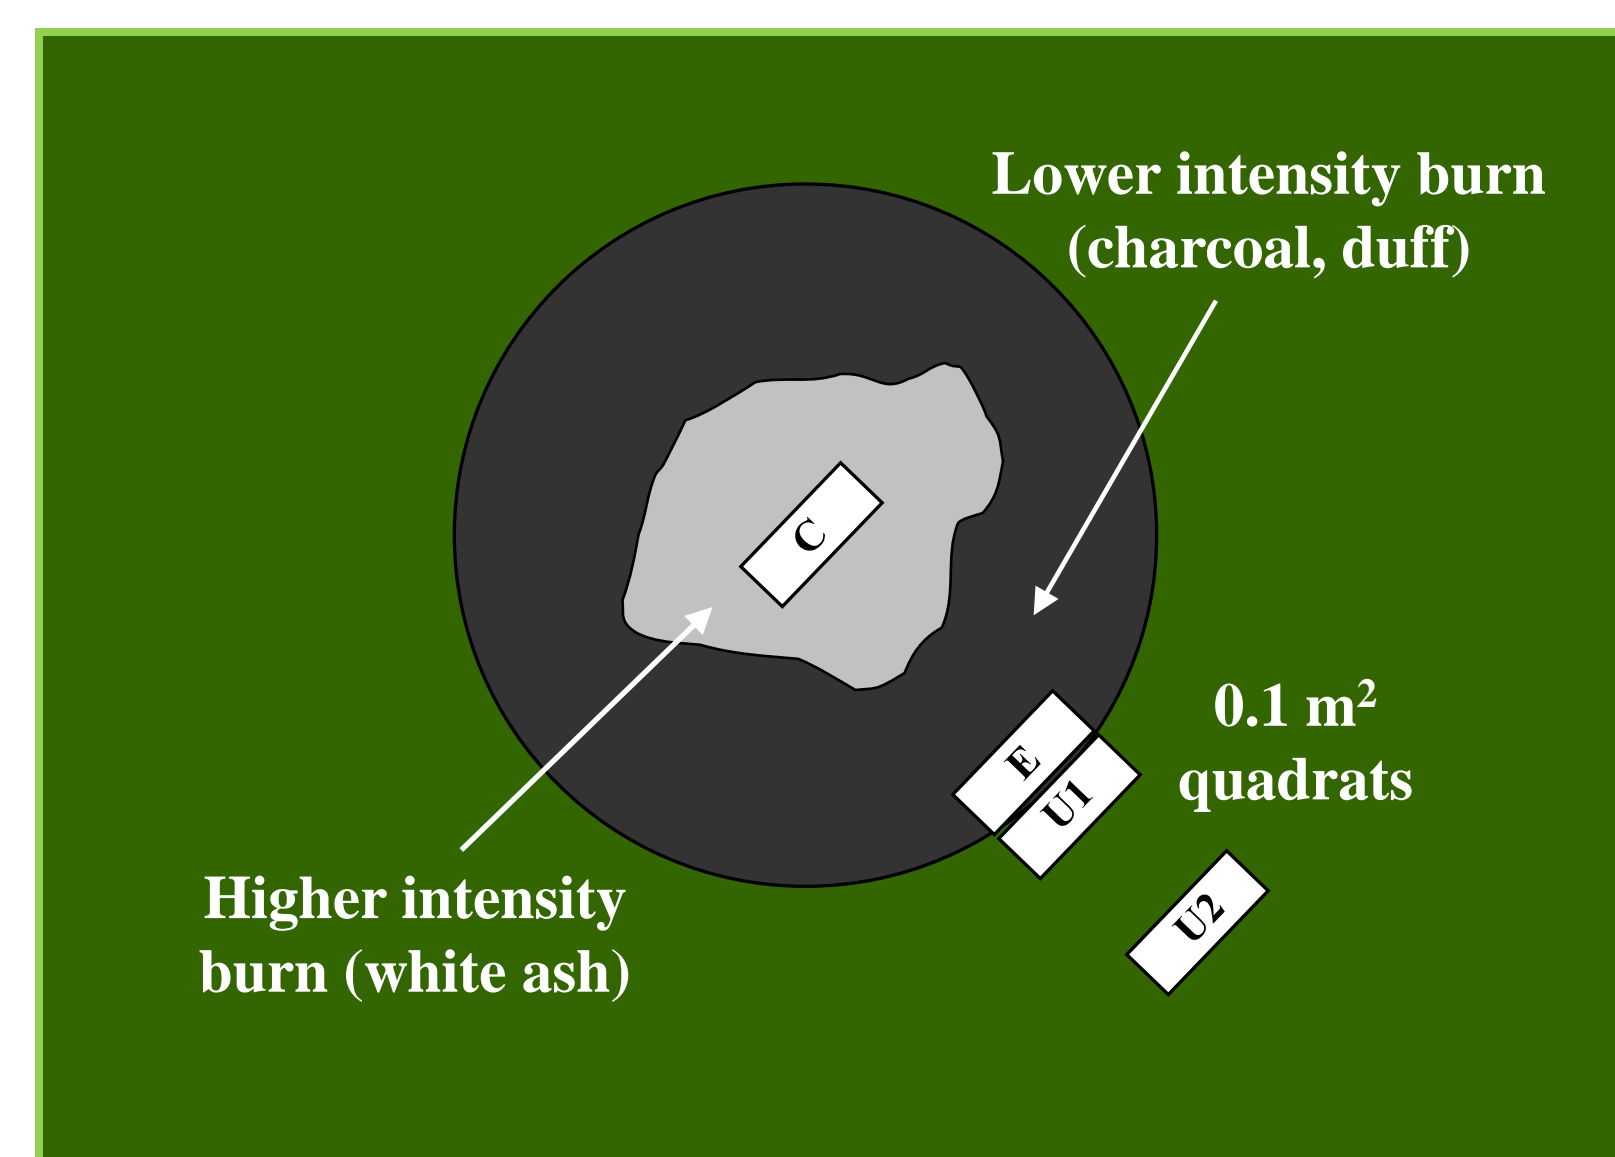 Lower intensity burn
(charcoal, duff)
C
E
U1
0.1 m²
quadrats
U2
Higher intensity
burn (white ash)